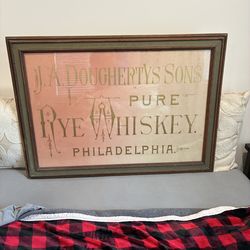 J. A. DOUGHERTY'S SONS
PURE
RYE WHISKEY.
PHILADELPHIA.